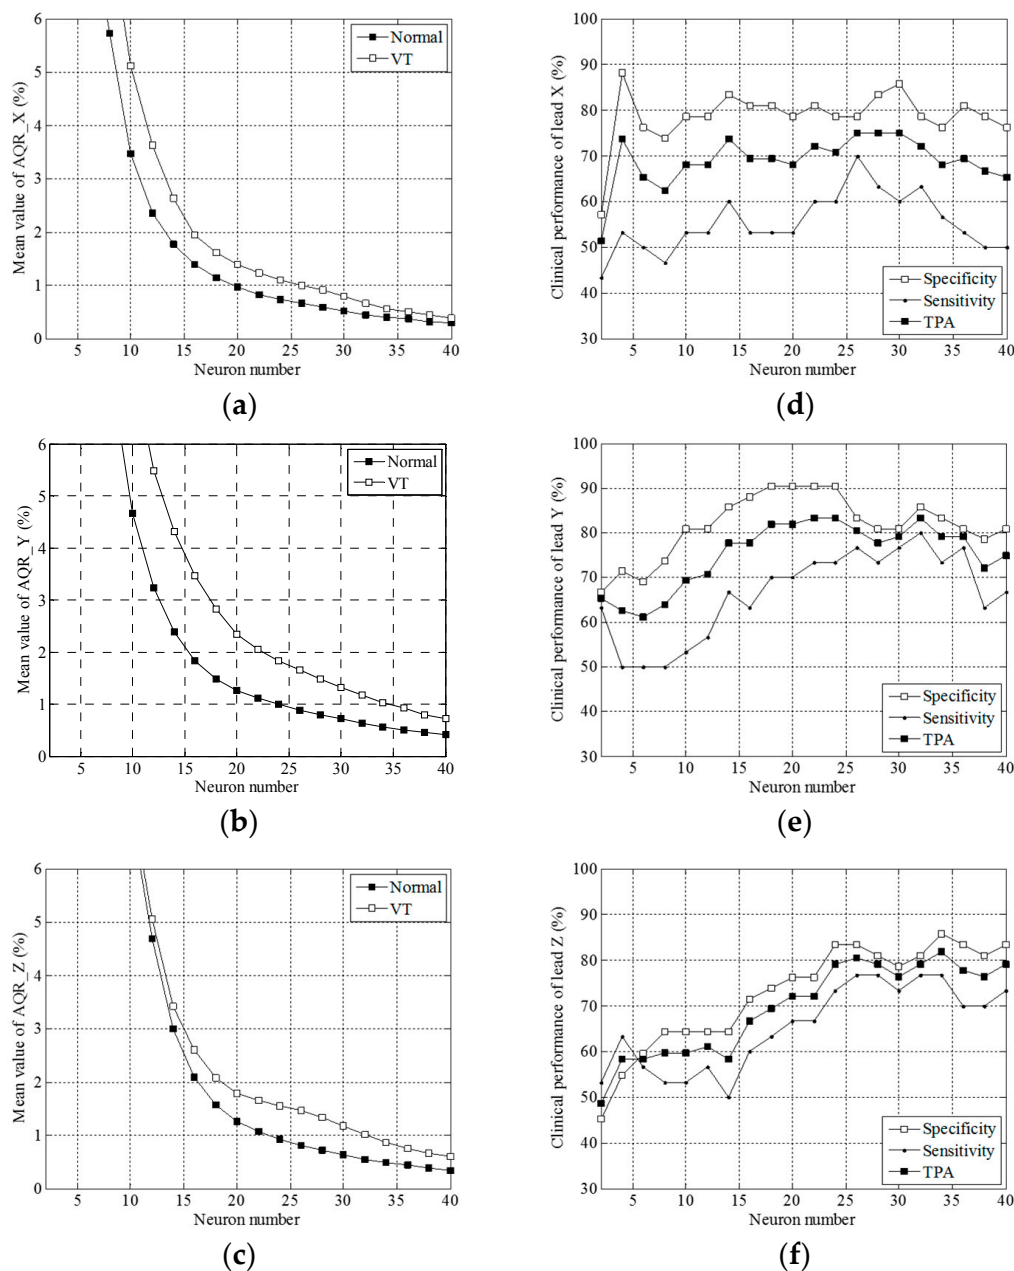 6
5
4
3
2
1
0
5 10 15 20 25 30 35 40
Mean value of AQR_X (%)
Neuron number
Normal
VT
(a)
100
90
80
70
60
50
40
30
5 10 15 20 25 30 35 40
Clinical performance of lead X (%)
Neuron number
Specificity
Sensitivity
TPA
(d)
6
5
4
3
2
1
0
5 10 15 20 25 30 35 40
Mean value of AQR_Y (%)
Neuron number
Normal
VT
(b)
100
90
80
70
60
50
40
30
5 10 15 20 25 30 35 40
Clinical performance of lead Y (%)
Neuron number
Specificity
Sensitivity
TPA
(e)
6
5
4
3
2
1
0
5 10 15 20 25 30 35 40
Mean value of AQR_Z (%)
Neuron number
Normal
VT
(c)
100
90
80
70
60
50
40
30
5 10 15 20 25 30 35 40
Clinical performance of lead Z (%)
Neuron number
Specificity
Sensitivity
TPA
(f)